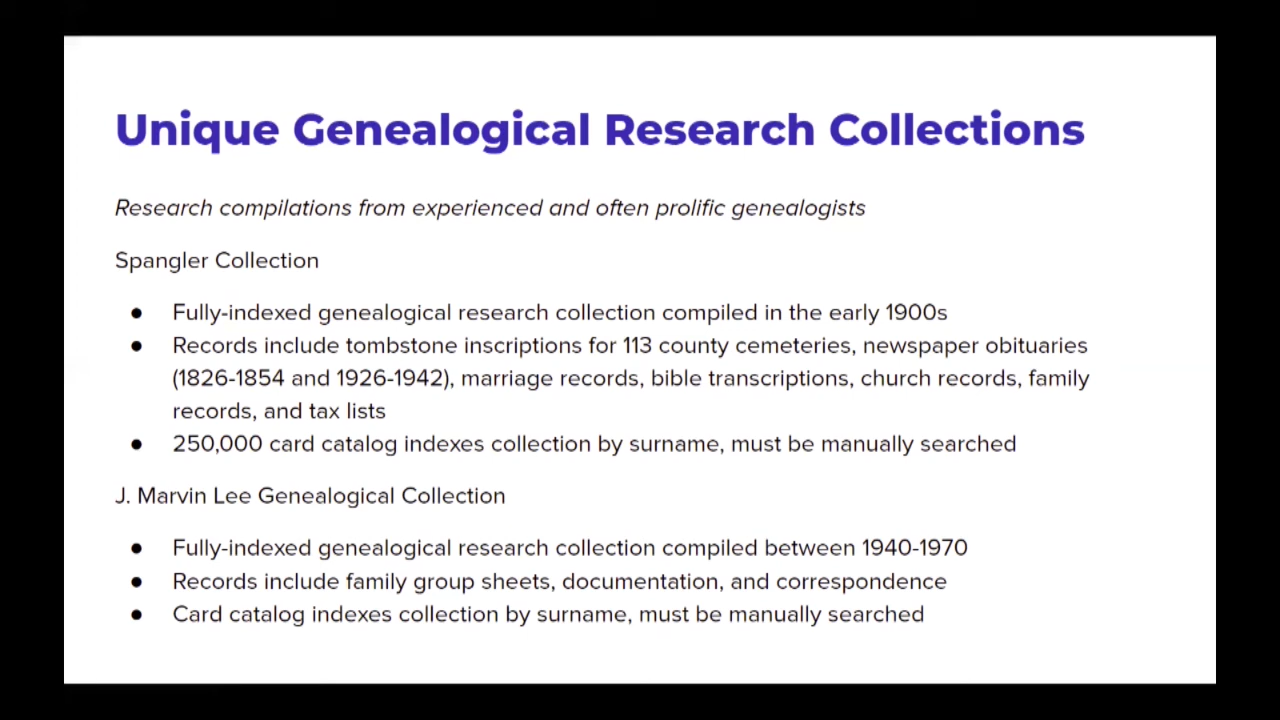 Unique Genealogical Research Collections
Research compilations from experienced and often prolific genealogists
Spangler Collection
● Fully-indexed genealogical research collection compiled in the early 1900s
● Records include tombstone inscriptions for 113 county cemeteries, newspaper obituaries
(1826-1854 and 1926-1942), marriage records, bible transcriptions, church records, family
records, and tax lists
● 250,000 card catalog indexes collection by surname, must be manually searched
J. Marvin Lee Genealogical Collection
● Fully-indexed genealogical research collection compiled between 1940-1970
● Records include family group sheets, documentation, and correspondence
● Card catalog indexes collection by surname, must be manually searched